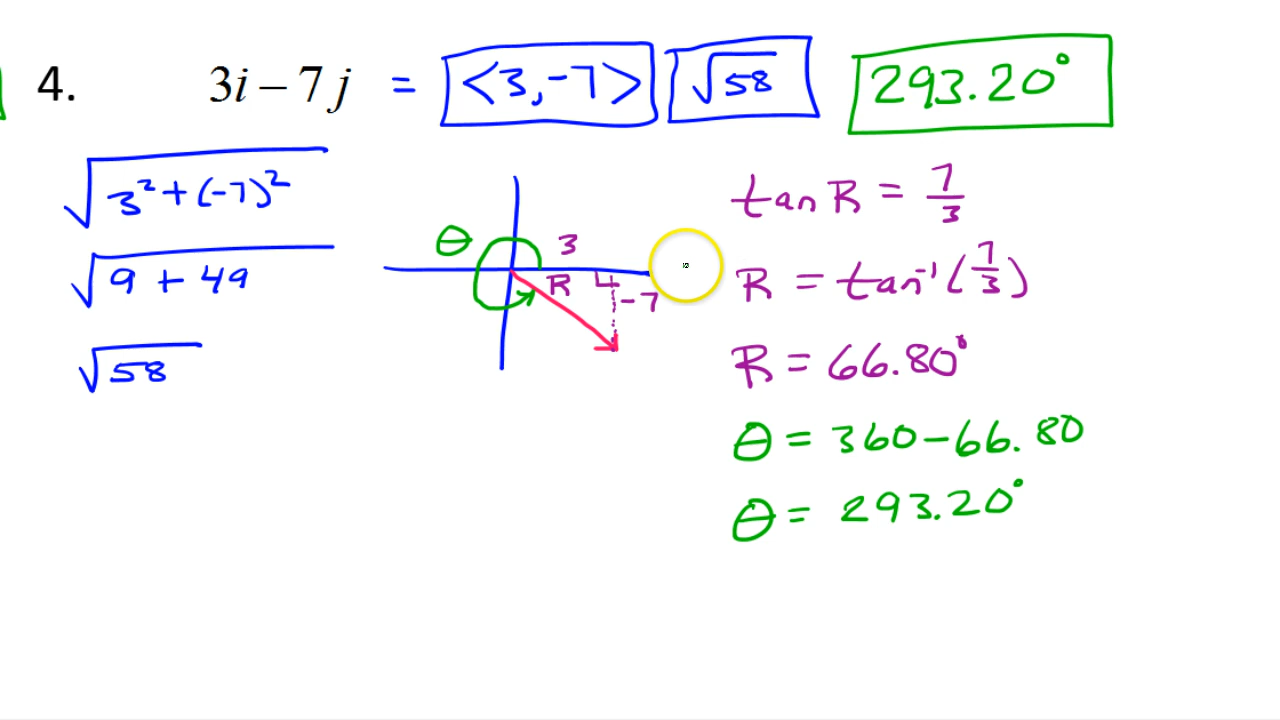 4. 3i – 7j = <3, -7> √58 293.20°
√3² + (-7)²
√9 + 49
√58
θ
3
R
-7
tan R = 7/3
R = tan⁻¹(7/3)
R = 66.80°
θ = 360 - 66.80
θ = 293.20°